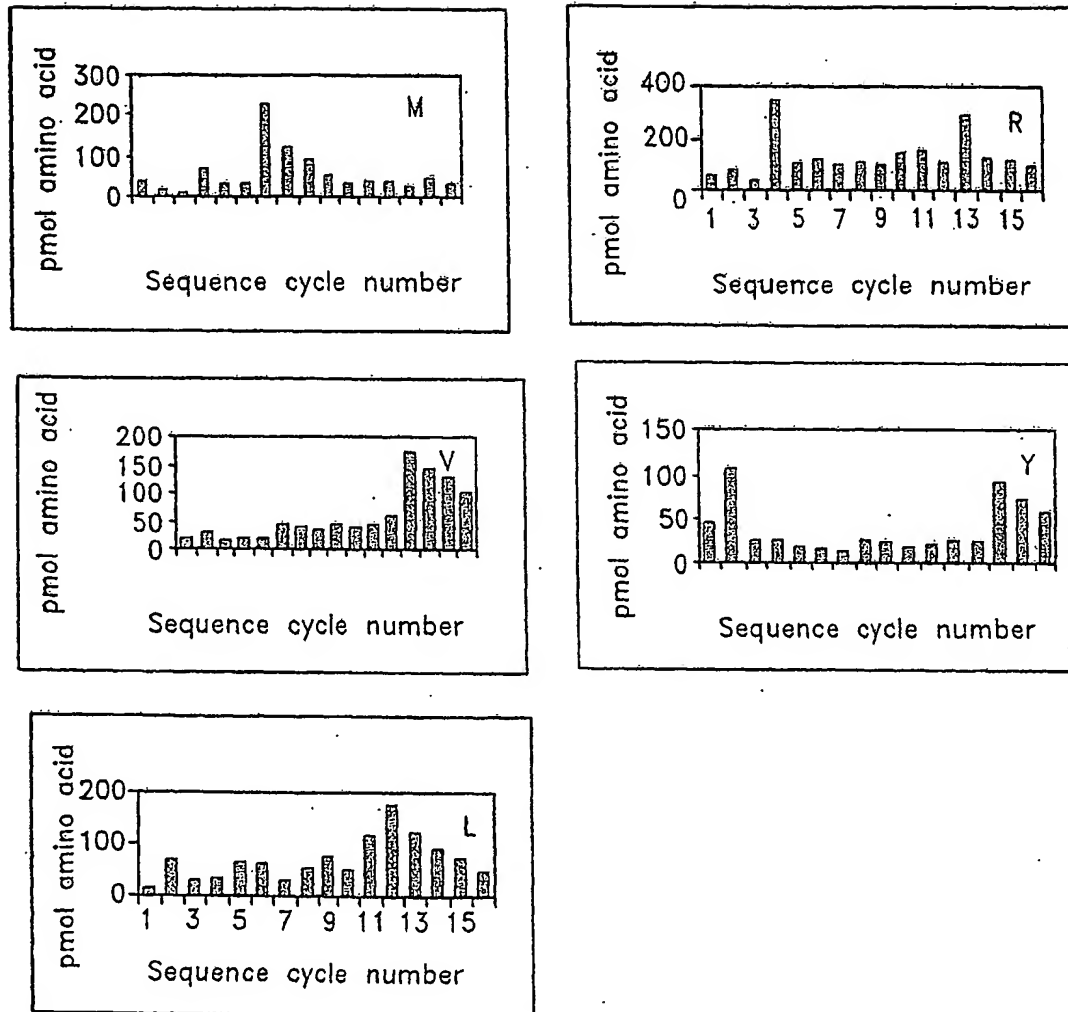 pmol amino acid
300
200
100
0
M
Sequence cycle number
pmol amino acid
400
200
0
R
1 3 5 7 9 11 13 15
Sequence cycle number
pmol amino acid
200
150
100
50
0
V
Sequence cycle number
pmol amino acid
150
100
50
0
Y
Sequence cycle number
pmol amino acid
200
100
0
L
1 3 5 7 9 11 13 15
Sequence cycle number